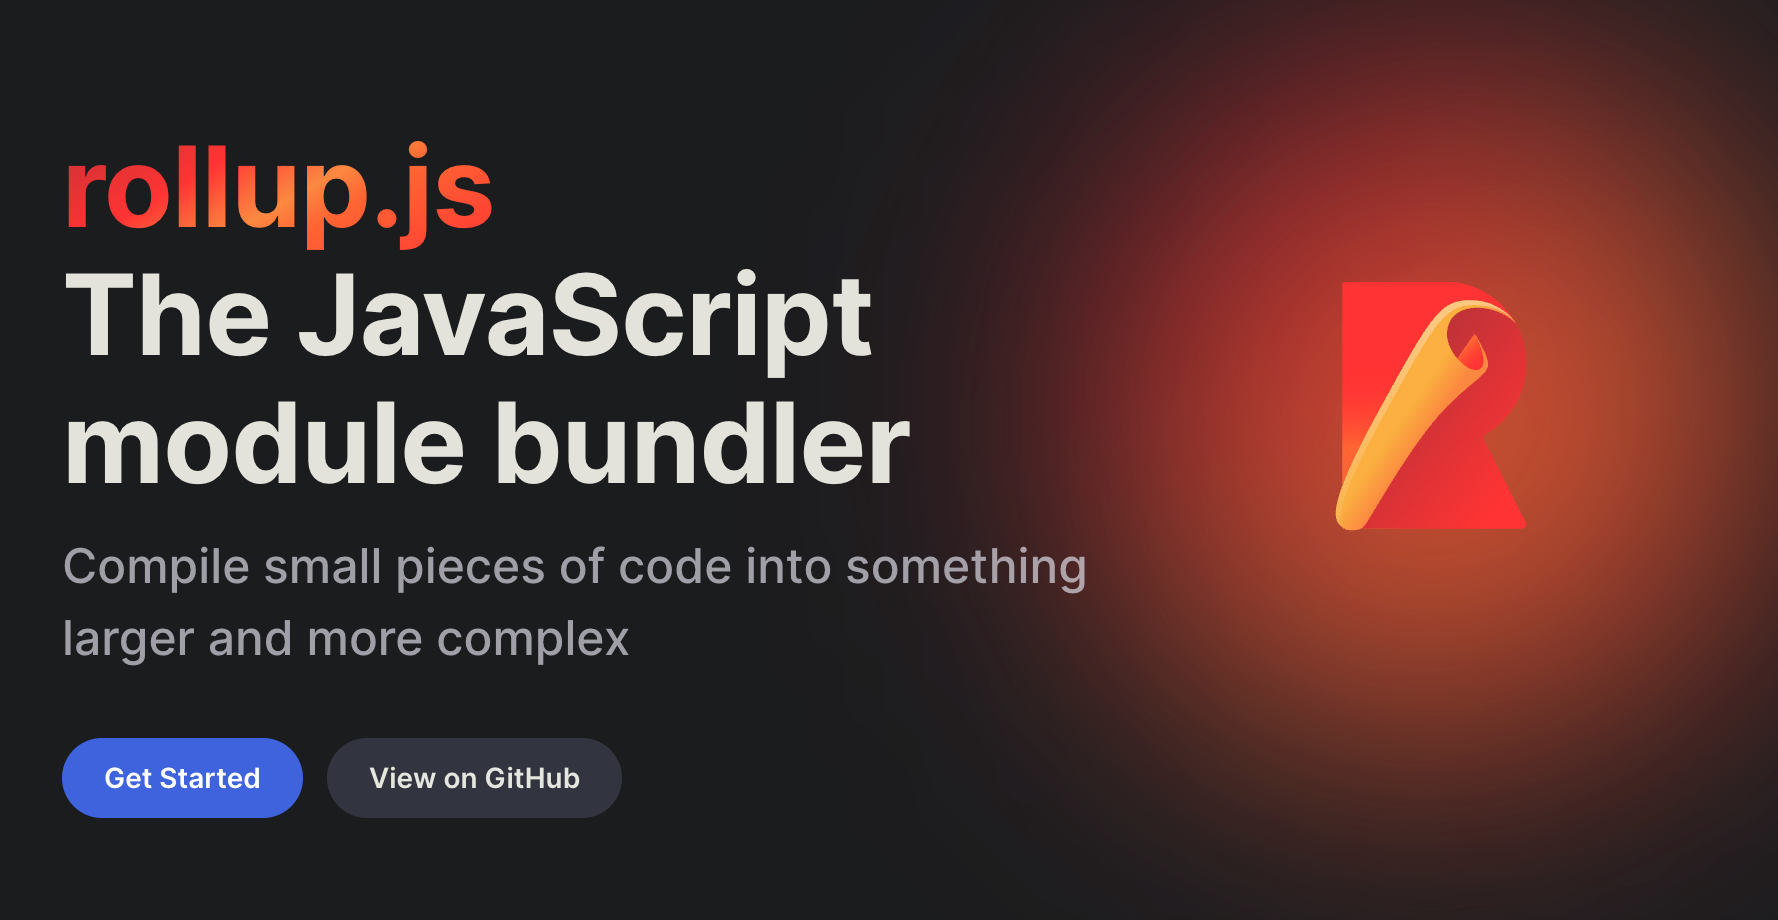 rollup.js
The JavaScript
module bundler
Compile small pieces of code into something
larger and more complex
Get Started
View on GitHub